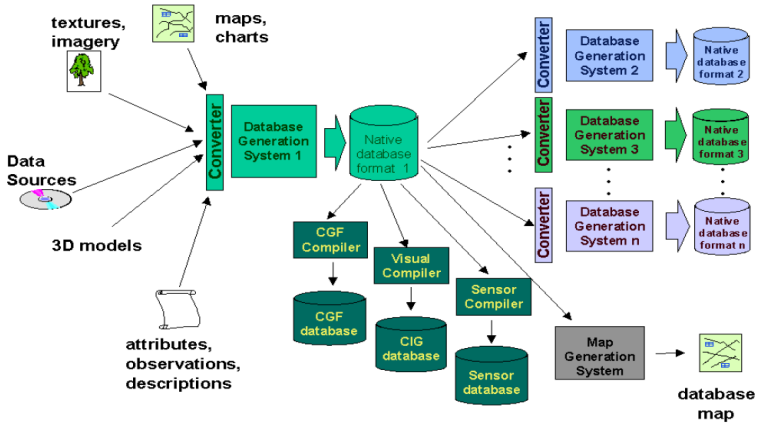 textures,
imagery
maps,
charts
Data
Sources
3D models
attributes,
observations,
descriptions
Converter
Database
Generation
System 1
Native
database
format 1
Converter
Database
Generation
System 2
Native
database
format 2
Converter
Database
Generation
System 3
Native
database
format 3
Converter
Database
Generation
System n
Native
database
format n
CGF
Compiler
CGF
database
Visual
Compiler
CIG
database
Sensor
Compiler
Sensor
database
Map
Generation
System
database
map